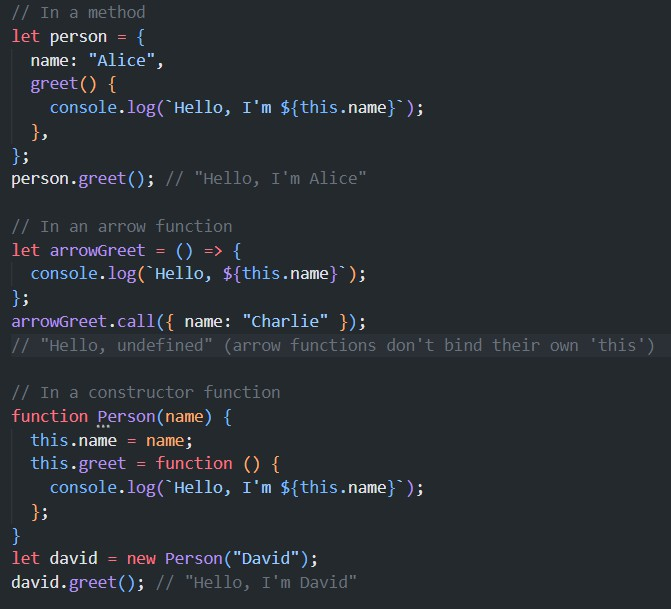 // In a method
let person = {
  name: "Alice",
  greet() {
    console.log(`Hello, I'm ${this.name}`);
  },
};
person.greet(); // "Hello, I'm Alice"

// In an arrow function
let arrowGreet = () => {
  console.log(`Hello, ${this.name}`);
};
arrowGreet.call({ name: "Charlie" });
// "Hello, undefined" (arrow functions don't bind their own 'this')

// In a constructor function
function Person(name) {
  this.name = name;
  this.greet = function () {
    console.log(`Hello, I'm ${this.name}`);
  };
}
let david = new Person("David");
david.greet(); // "Hello, I'm David"